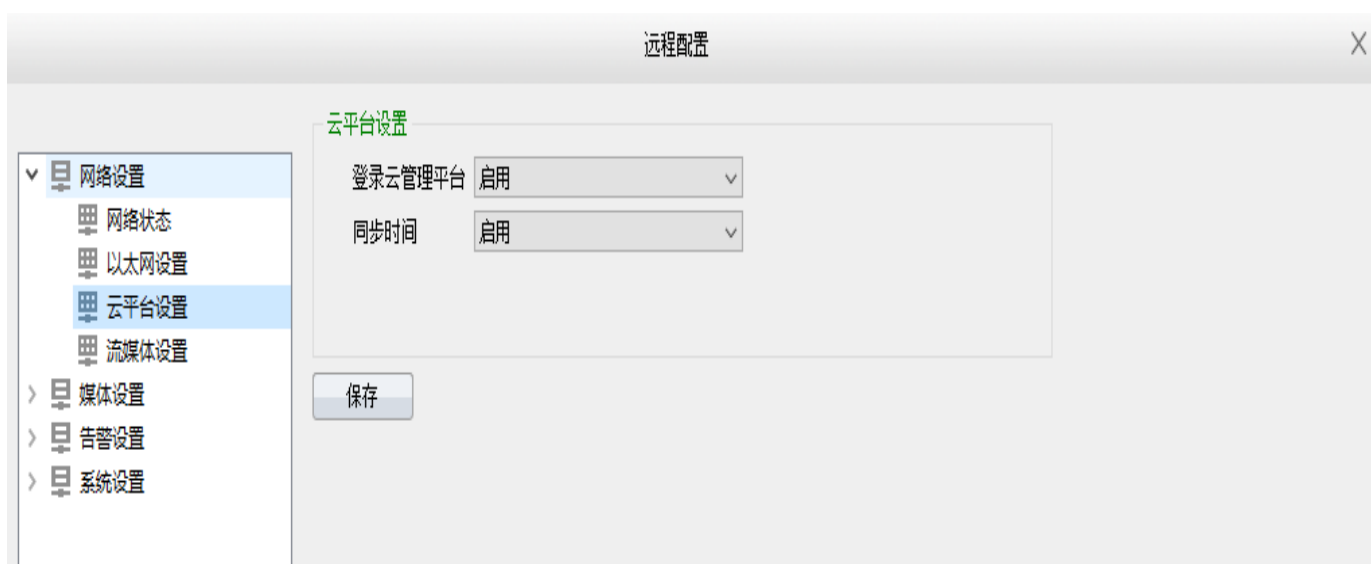 远程配置
云平台设置
网络设置
登录云管理平台 启用
网络状态
同步时间 启用
以太网设置
云平台设置
流媒体设置
媒体设置
保存
告警设置
系统设置